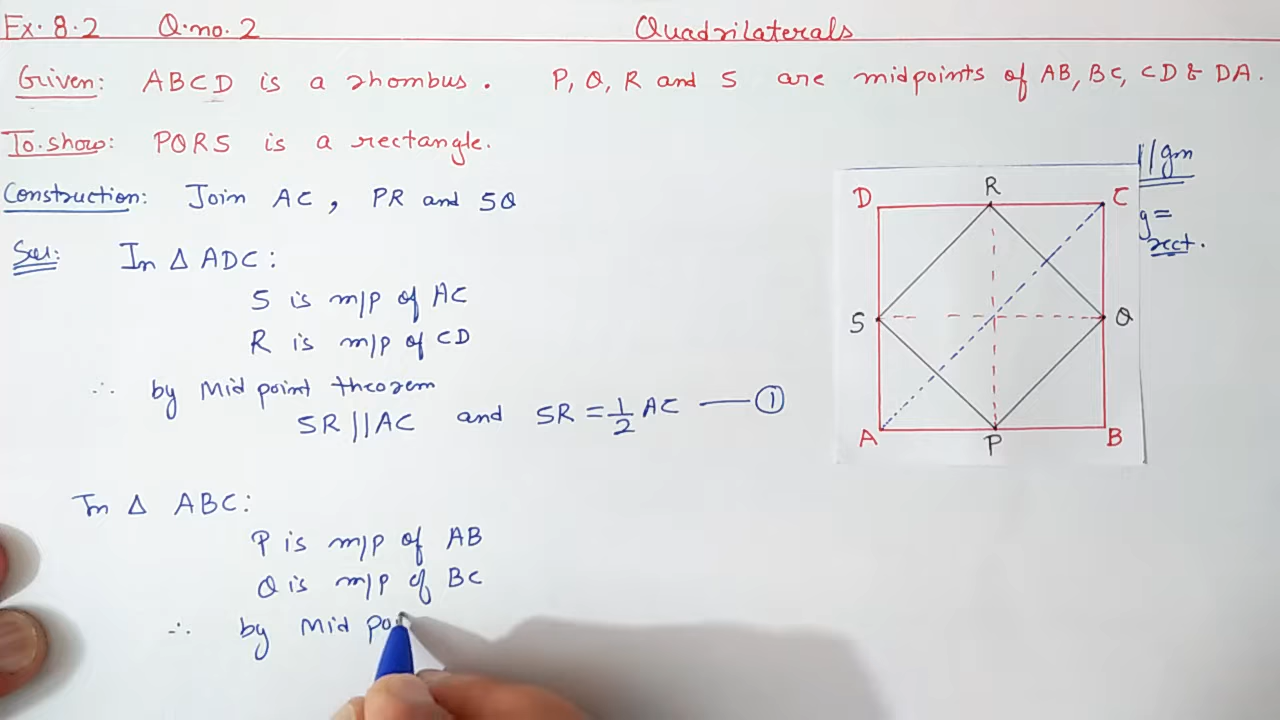 Ex. 8.2 Q.no. 2 Quadrilaterals
Given: ABCD is a rhombus. P, Q, R and S are midpoints of AB, BC, CD & DA.
To show: PQRS is a rectangle.
Construction: Join AC, PR and SQ
Sol: In Δ ADC:
S is m/p of AC
R is m/p of CD
∴ by Mid point theorem
SR || AC and SR = 1/2 AC — ①
In Δ ABC:
P is m/p of AB
Q is m/p of BC
∴ by Mid po
||gm
=
rect.
D R C
S Q
A P B